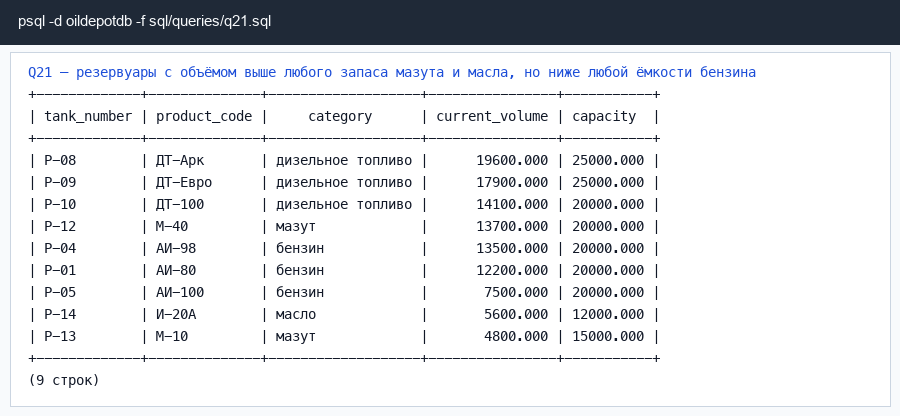 psql -d oildepotdb -f sql/queries/q21.sql
Q21 — резервуары с объёмом выше любого запаса мазута и масла, но ниже любой ёмкости бензина
+—————————————+——————————————+———————————————————+————————————————+———————————+
| tank_number | product_code |     category      | current_volume | capacity  |
+—————————————+——————————————+———————————————————+————————————————+———————————+
| Р—08        | ДТ—Арк       | дизельное топливо |      19600.000 | 25000.000 |
| Р—09        | ДТ—Евро      | дизельное топливо |      17900.000 | 25000.000 |
| Р—10        | ДТ—100       | дизельное топливо |      14100.000 | 20000.000 |
| Р—12        | М—40         | мазут             |      13700.000 | 20000.000 |
| Р—04        | АИ—98        | бензин            |      13500.000 | 20000.000 |
| Р—01        | АИ—80        | бензин            |      12200.000 | 20000.000 |
| Р—05        | АИ—100       | бензин            |       7500.000 | 20000.000 |
| Р—14        | И—20А        | масло             |       5600.000 | 12000.000 |
| Р—13        | М—10         | мазут             |       4800.000 | 15000.000 |
+—————————————+——————————————+———————————————————+————————————————+———————————+
(9 строк)